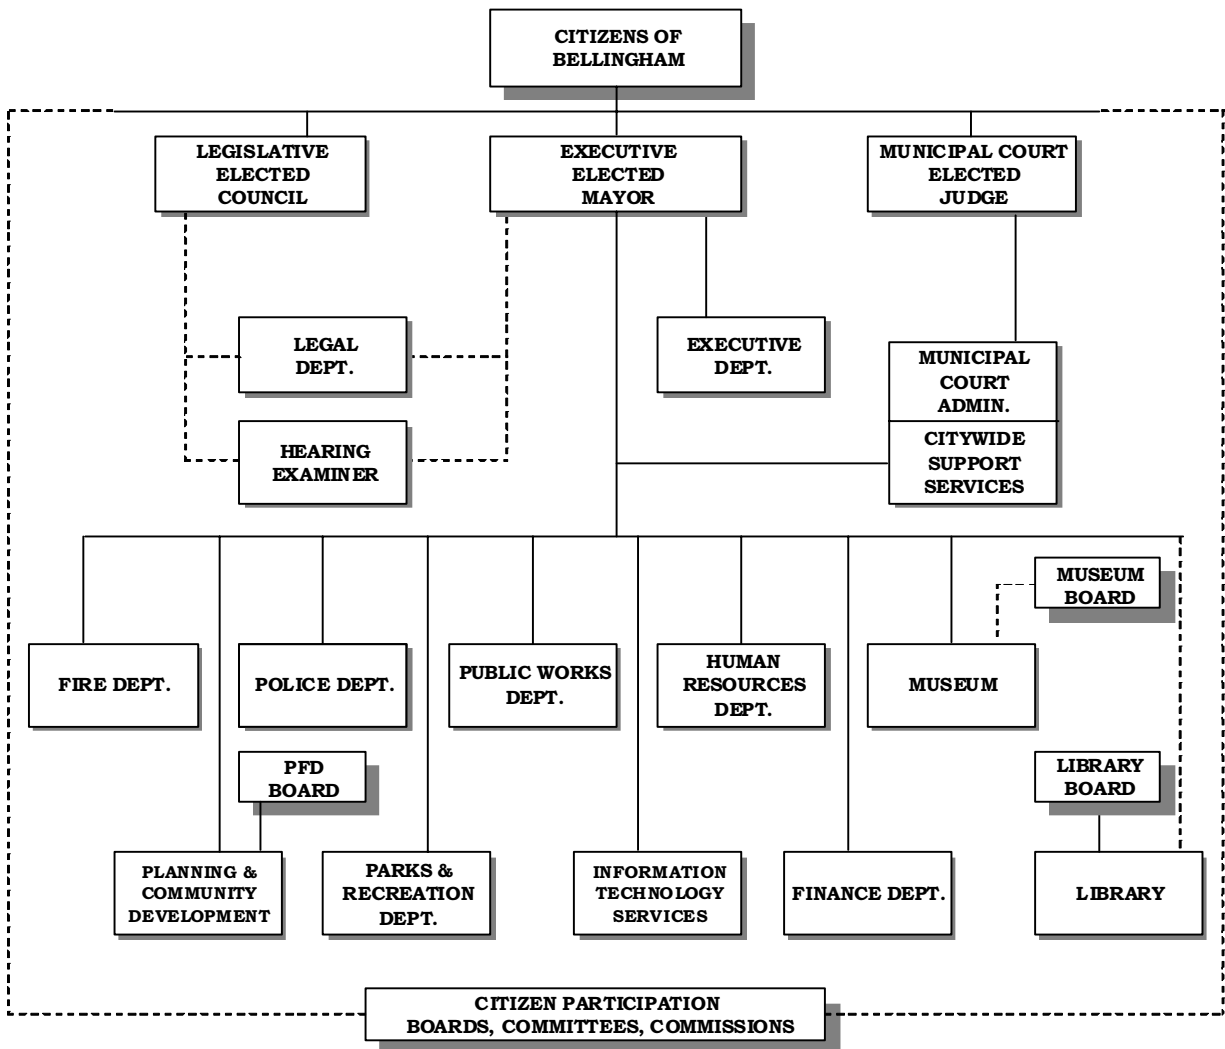 CITIZENS OF
BELLINGHAM
LEGISLATIVE
ELECTED
COUNCIL
EXECUTIVE
ELECTED
MAYOR
MUNICIPAL COURT
ELECTED
JUDGE
LEGAL
DEPT.
EXECUTIVE
DEPT.
MUNICIPAL
COURT
ADMIN.
HEARING
EXAMINER
CITYWIDE
SUPPORT
SERVICES
MUSEUM
BOARD
FIRE DEPT.
POLICE DEPT.
PUBLIC WORKS
DEPT.
HUMAN
RESOURCES
DEPT.
MUSEUM
PFD
BOARD
LIBRARY
BOARD
PLANNING &
COMMUNITY
DEVELOPMENT
PARKS &
RECREATION
DEPT.
INFORMATION
TECHNOLOGY
SERVICES
FINANCE DEPT.
LIBRARY
CITIZEN PARTICIPATION
BOARDS, COMMITTEES, COMMISSIONS